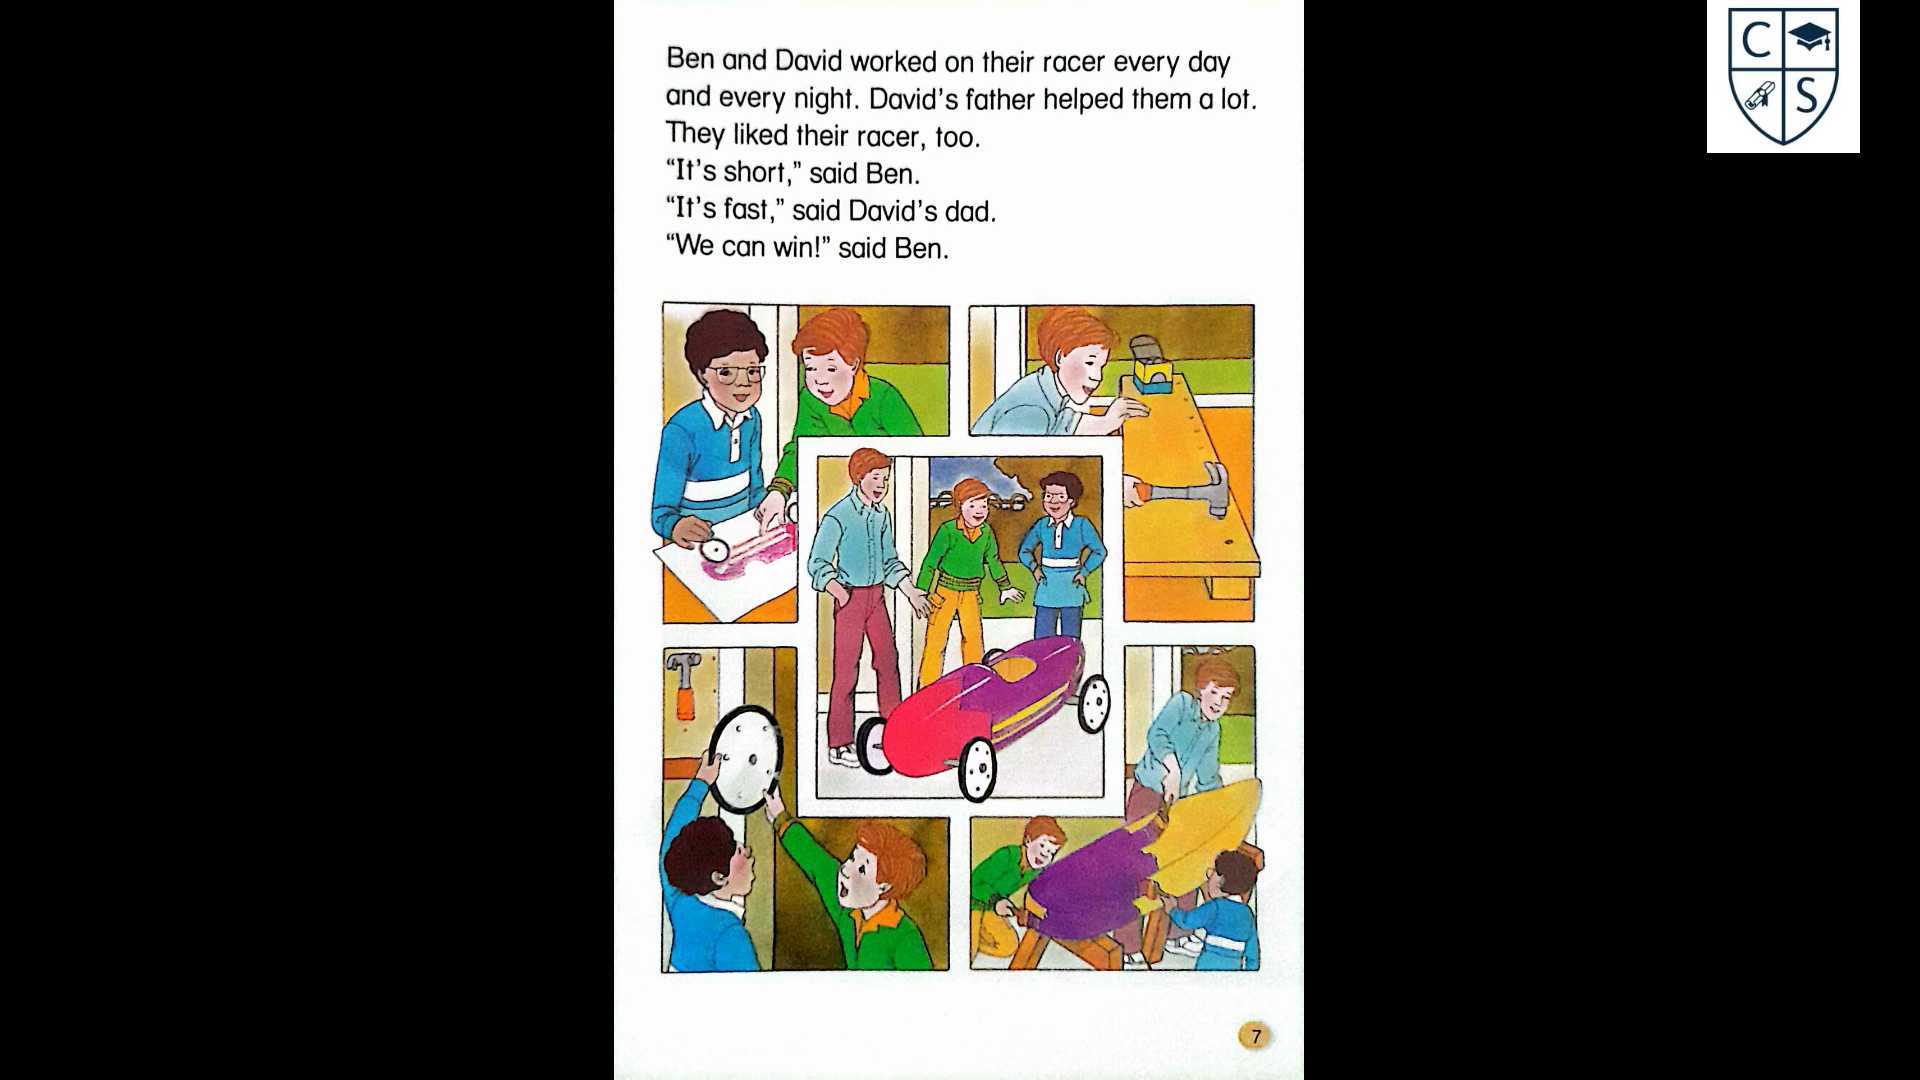 Ben and David worked on their racer every day
and every night. David's father helped them a lot.
They liked their racer, too.
“It's short,” said Ben.
“It's fast,” said David's dad.
“We can win!” said Ben.
7
C
S